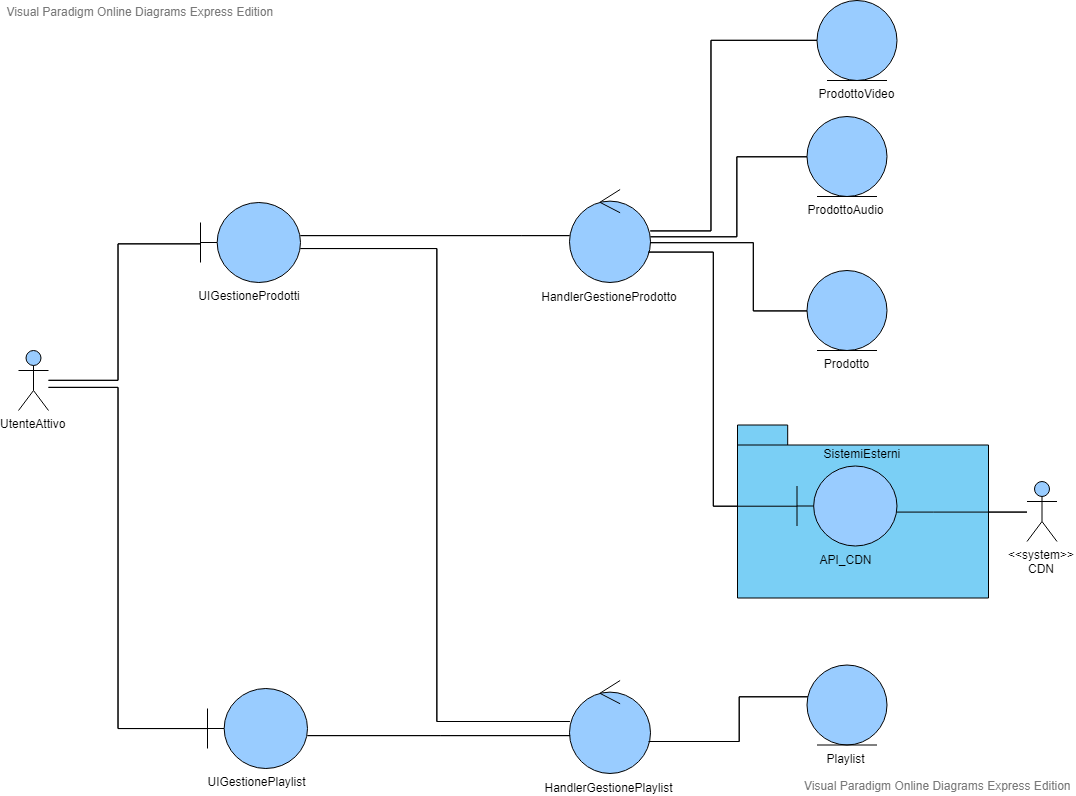 Visual Paradigm Online Diagrams Express Edition
ProdottoVideo
ProdottoAudio
UIGestioneProdotti
HandlerGestioneProdotto
Prodotto
UtenteAttivo
SistemiEsterni
API_CDN
<<system>>
CDN
Playlist
UIGestionePlaylist
HandlerGestionePlaylist
Visual Paradigm Online Diagrams Express Edition